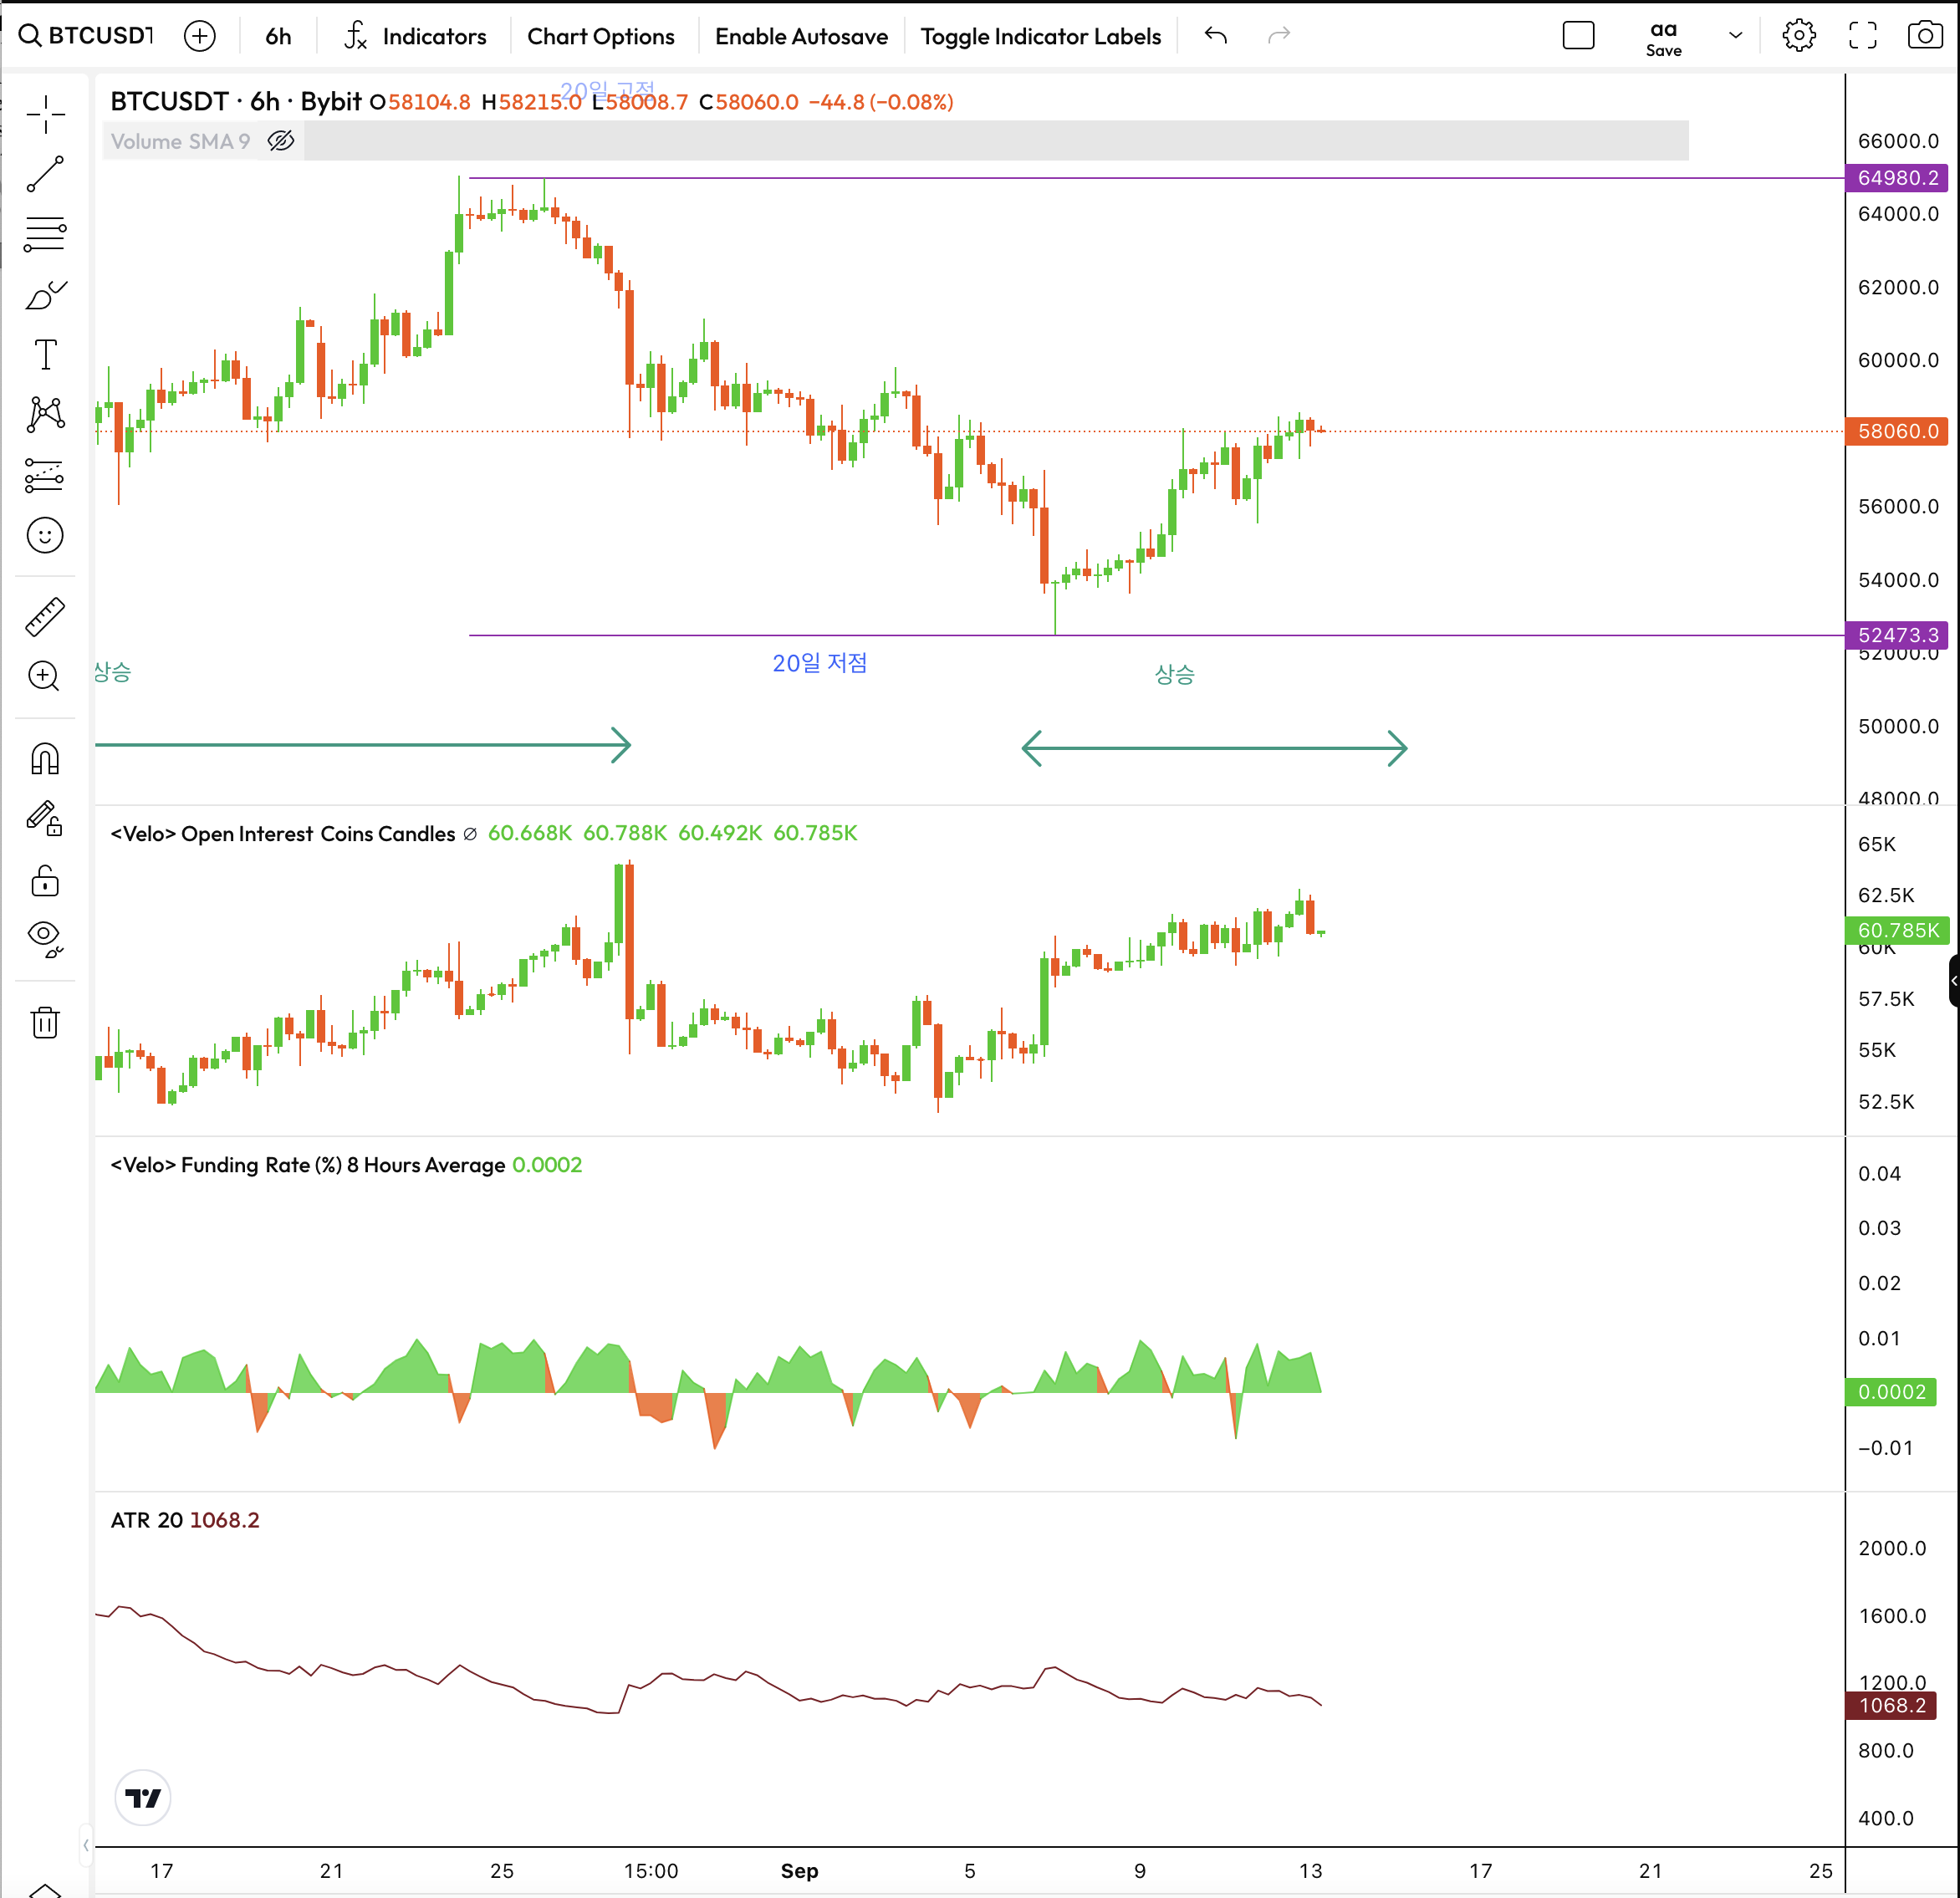 BTCUSDT
6h
Indicators
Chart Options
Enable Autosave
Toggle Indicator Labels
aa
Save
20일 고점
BTCUSDT · 6h · Bybit O58104.8 H58215.0 L58008.7 C58060.0 −44.8 (−0.08%)
Volume SMA 9
66000.0
64980.2
64000.0
62000.0
60000.0
58060.0
56000.0
54000.0
52473.3
52000.0
20일 저점
상승
상승
50000.0
48000.0
<Velo> Open Interest Coins Candles ∅ 60.668K 60.788K 60.492K 60.785K
65K
62.5K
60.785K
60K
57.5K
55K
52.5K
<Velo> Funding Rate (%) 8 Hours Average 0.0002
0.04
0.03
0.02
0.01
0.0002
−0.01
ATR 20 1068.2
2000.0
1600.0
1200.0
1068.2
800.0
400.0
17 21 25 15:00 Sep 5 9 13 17 21 25